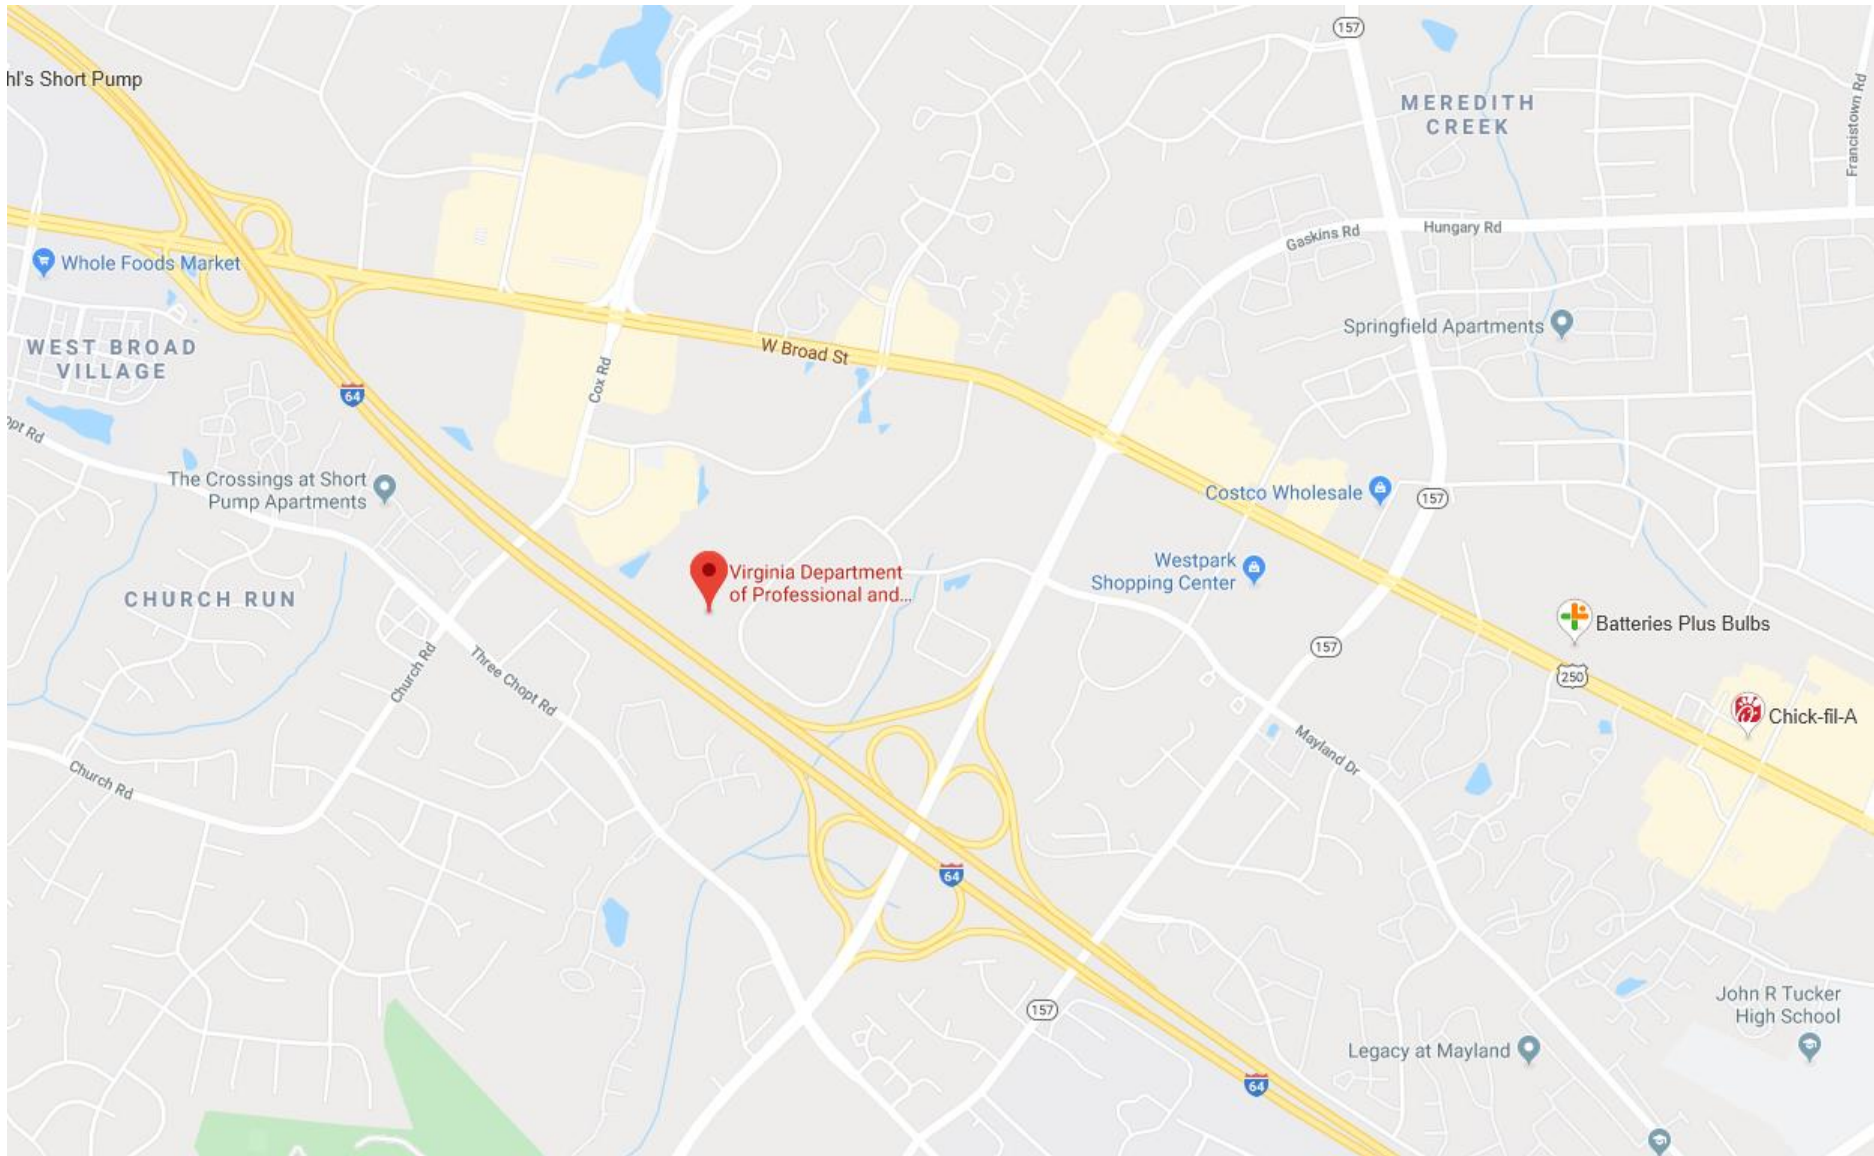 157
hl's Short Pump
MEREDITH
CREEK
Francistown Rd
Gaskins Rd
Hungary Rd
Whole Foods Market
Springfield Apartments
WEST BROAD
VILLAGE
W Broad St
Cox Rd
64
opt Rd
The Crossings at Short
Pump Apartments
Costco Wholesale
157
Westpark
Shopping Center
Virginia Department
of Professional and...
CHURCH RUN
Batteries Plus Bulbs
157
250
Church Rd
Three Chopt Rd
Chick-fil-A
Mayland Dr
Church Rd
64
John R Tucker
High School
157
Legacy at Mayland
64